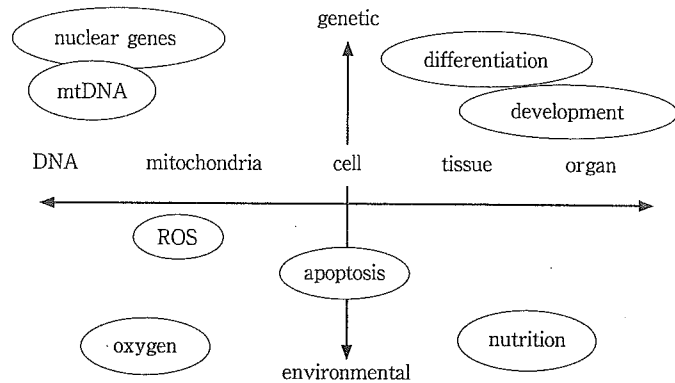 genetic
nuclear genes
differentiation
mtDNA
development
DNA mitochondria cell tissue organ
ROS
apoptosis
nutrition
oxygen
environmental